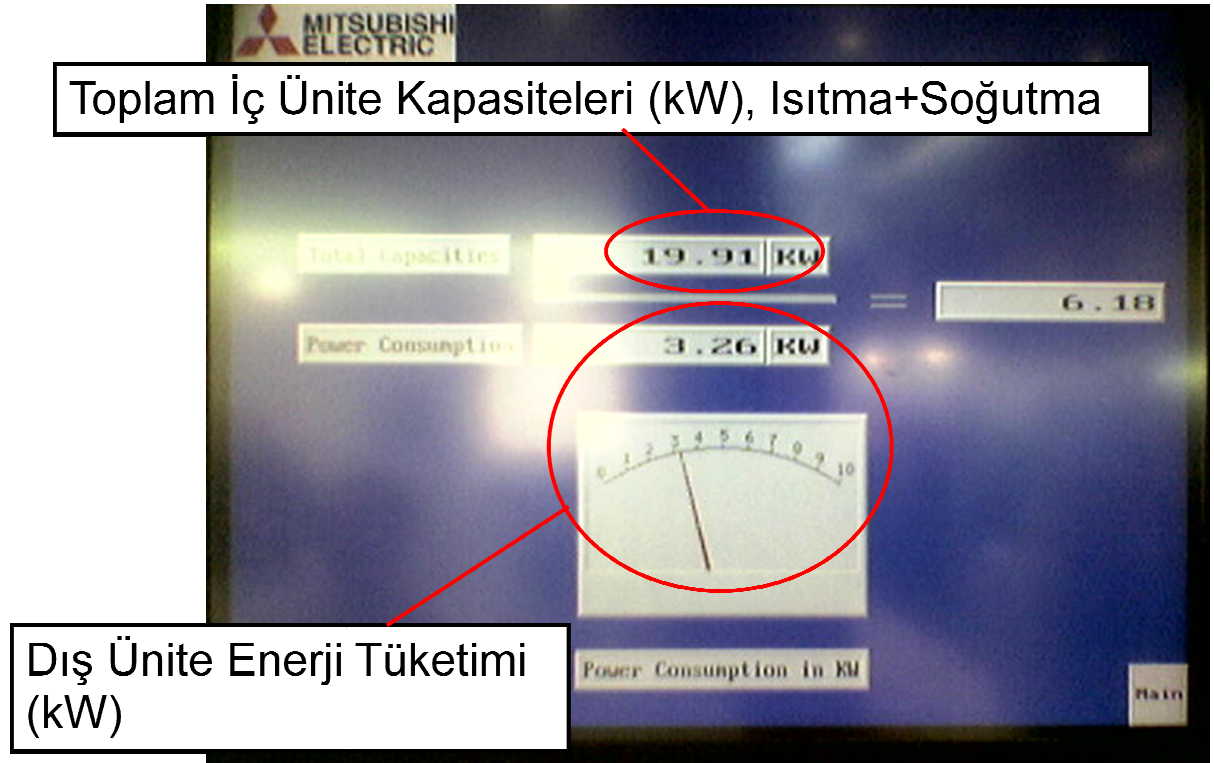 MITSUBISHI
ELECTRIC
Toplam İç Ünite Kapasiteleri (kW), Isıtma+Soğutma
Total Capacities 19.91 KW
= 6.18
Power Consumption 3.26 KW
0 1 2 3 4 5 6 7 8 9 10
Dış Ünite Enerji Tüketimi
(kW)
Power Consumption in KW
Main